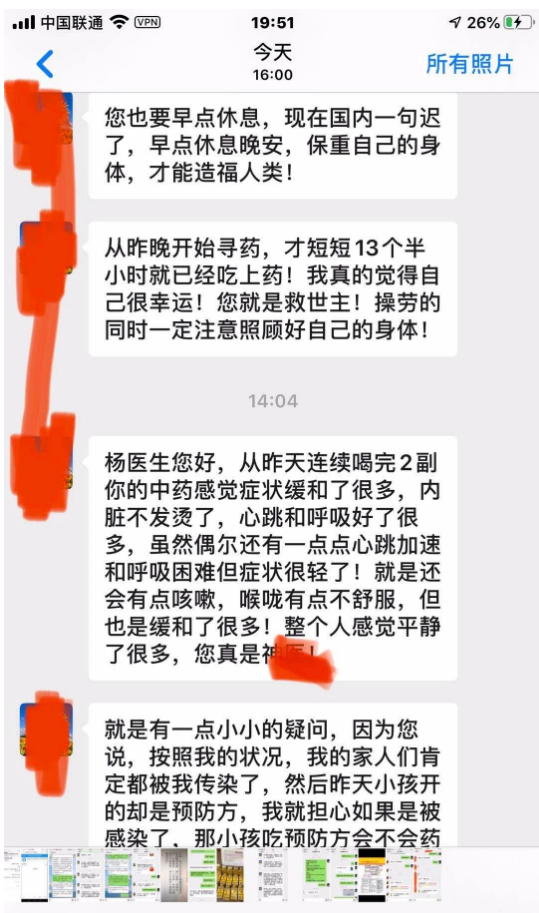 中国联通 VPN 19:51 26%
今天
16:00
所有照片
您也要早点休息，现在国内一句迟
了，早点休息晚安，保重自己的身
体，才能造福人类！
从昨晚开始寻药，才短短13个半
小时就已经吃上药！我真的觉得自
己很幸运！您就是救世主！操劳的
同时一定注意照顾好自己的身体！
14:04
杨医生您好，从昨天连续喝完2副
你的中药感觉症状缓和了很多，内
脏不发烫了，心跳和呼吸好了很
多，虽然偶尔还有一点点心跳加速
和呼吸困难但症状很轻了！就是还
会有点咳嗽，喉咙有点不舒服，但
也是缓和了很多！整个人感觉平静
了很多，您真是神医！
就是有一点小小的疑问，因为您
说，按照我的状况，我的家人们肯
定都被我传染了，然后昨天小孩开
的却是预防方，我就担心如果是被
感染了，那小孩吃预防方会不会药